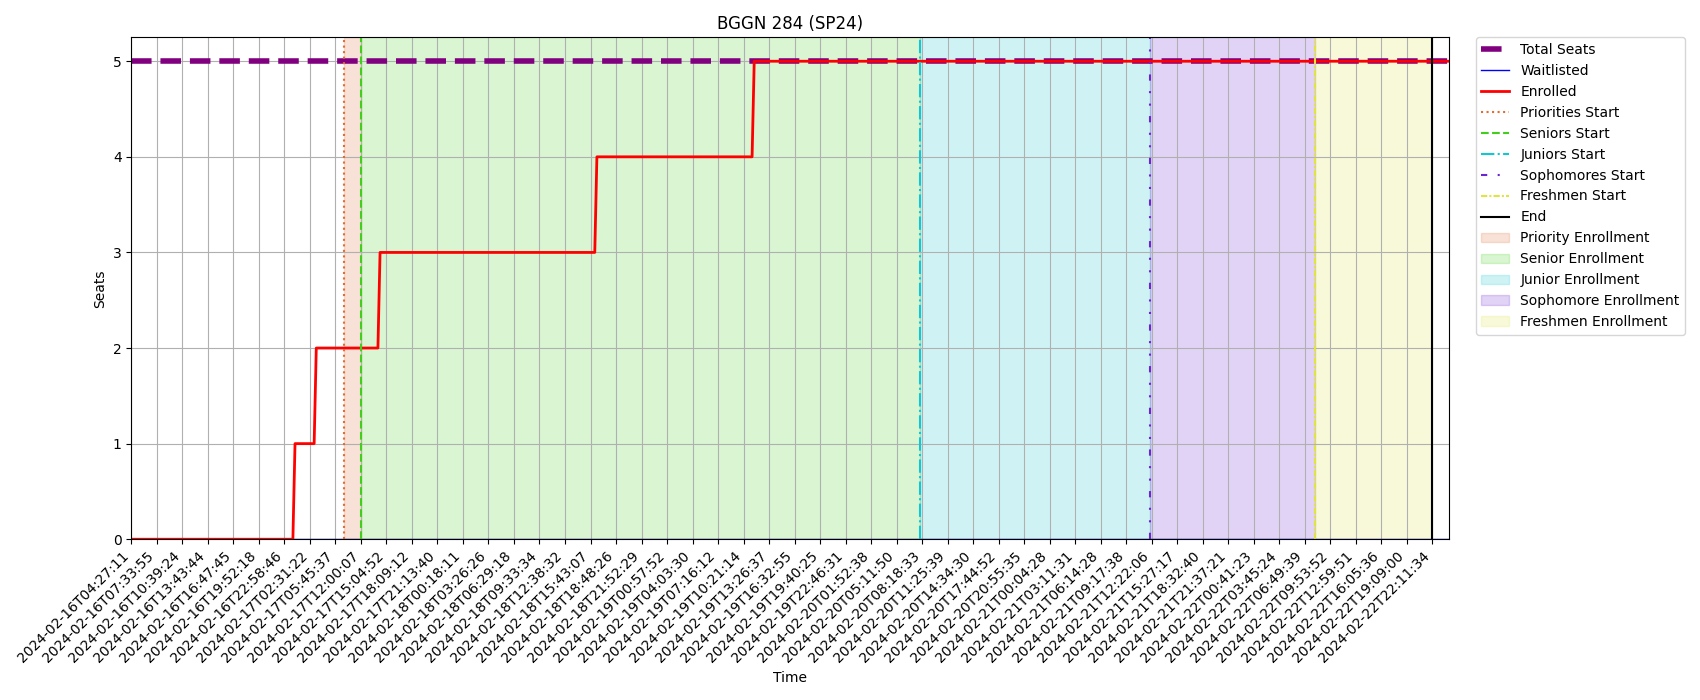 BGGN 284 (SP24)
Seats
5
4
3
2
1
0
2024-02-16T04:27:11
2024-02-16T07:33:55
2024-02-16T10:39:24
2024-02-16T13:43:44
2024-02-16T16:47:45
2024-02-16T19:52:18
2024-02-16T22:58:46
2024-02-17T02:31:22
2024-02-17T05:45:37
2024-02-17T12:00:07
2024-02-17T15:04:52
2024-02-17T18:09:12
2024-02-17T21:13:40
2024-02-18T00:18:11
2024-02-18T03:26:26
2024-02-18T06:29:18
2024-02-18T09:33:34
2024-02-18T12:38:32
2024-02-18T15:43:07
2024-02-18T18:48:26
2024-02-18T21:52:29
2024-02-19T00:57:52
2024-02-19T04:03:30
2024-02-19T07:16:12
2024-02-19T10:21:14
2024-02-19T13:26:37
2024-02-19T16:32:55
2024-02-19T19:40:25
2024-02-19T22:46:31
2024-02-20T01:52:38
2024-02-20T05:11:50
2024-02-20T08:18:33
2024-02-20T11:25:39
2024-02-20T14:34:30
2024-02-20T17:44:52
2024-02-20T20:55:35
2024-02-21T00:04:28
2024-02-21T03:11:31
2024-02-21T06:14:28
2024-02-21T09:17:38
2024-02-21T12:22:06
2024-02-21T15:27:17
2024-02-21T18:32:40
2024-02-21T21:37:21
2024-02-22T00:41:23
2024-02-22T03:45:24
2024-02-22T06:49:39
2024-02-22T09:53:52
2024-02-22T12:59:51
2024-02-22T16:05:36
2024-02-22T19:09:00
2024-02-22T22:11:34
Time
Total Seats
Waitlisted
Enrolled
Priorities Start
Seniors Start
Juniors Start
Sophomores Start
Freshmen Start
End
Priority Enrollment
Senior Enrollment
Junior Enrollment
Sophomore Enrollment
Freshmen Enrollment